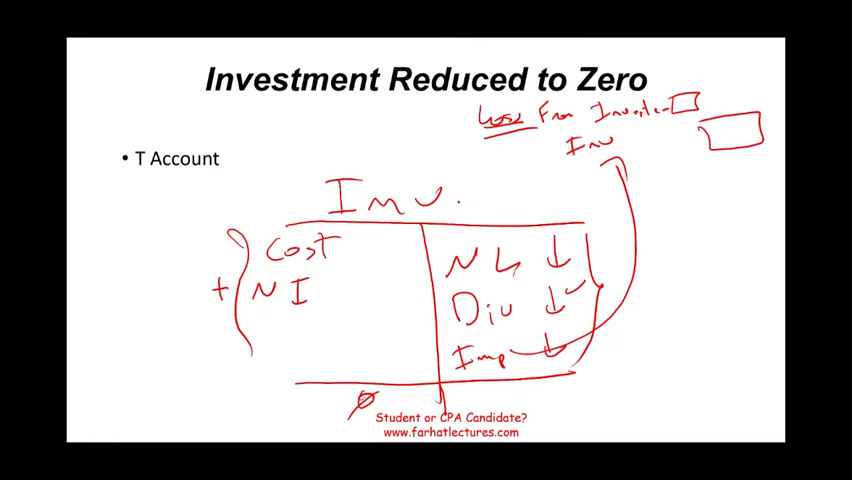 Investment Reduced to Zero
Loss From
Inv
• T Account
Inv.
Cost
+ NI
NL ↓
Div ↓
Imp ↓
Student or CPA Candidate?
www.farhatlectures.com